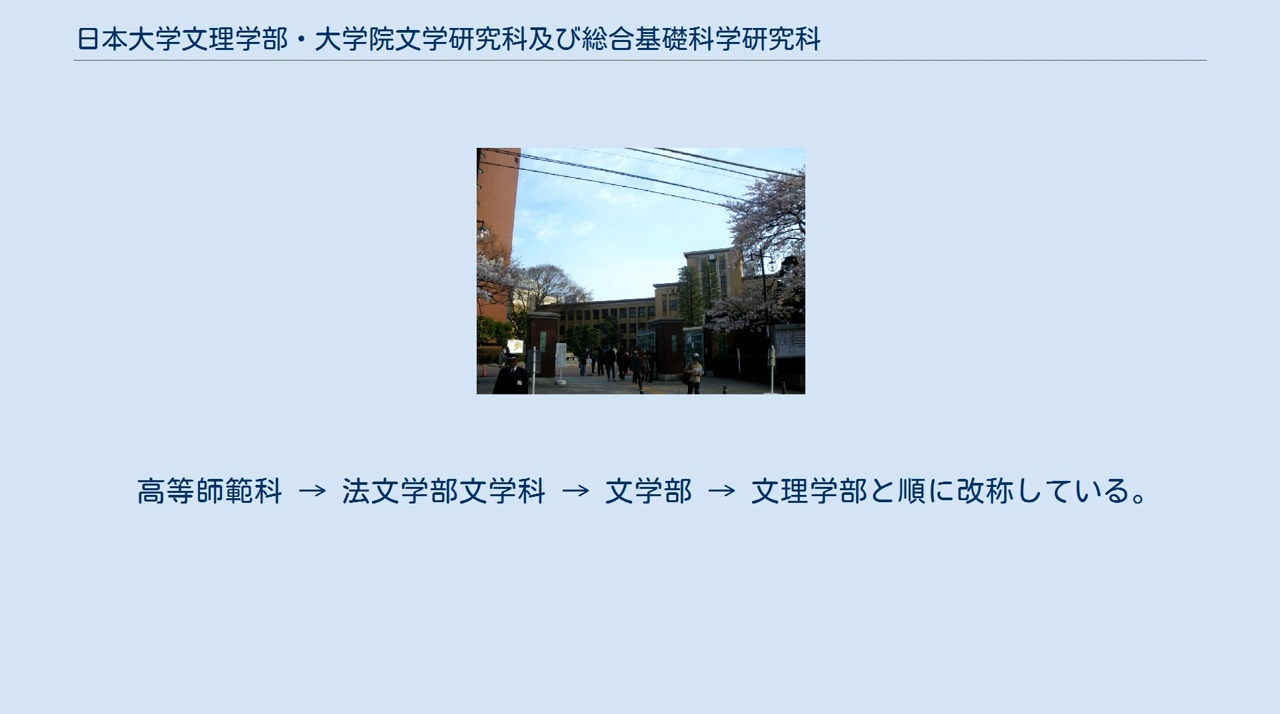 日本大学文理学部・大学院文学研究科及び総合基礎科学研究科
高等師範科 → 法文学部文学科 → 文学部 → 文理学部と順に改称している。